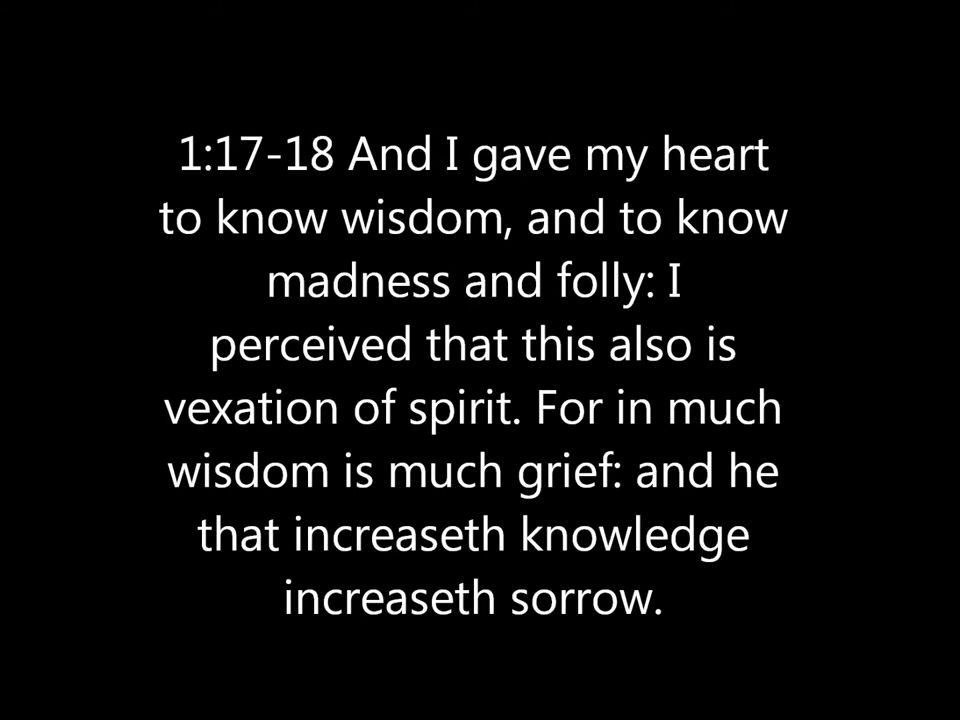 1:17-18 And I gave my heart
to know wisdom, and to know
madness and folly: I
perceived that this also is
vexation of spirit. For in much
wisdom is much grief: and he
that increaseth knowledge
increaseth sorrow.